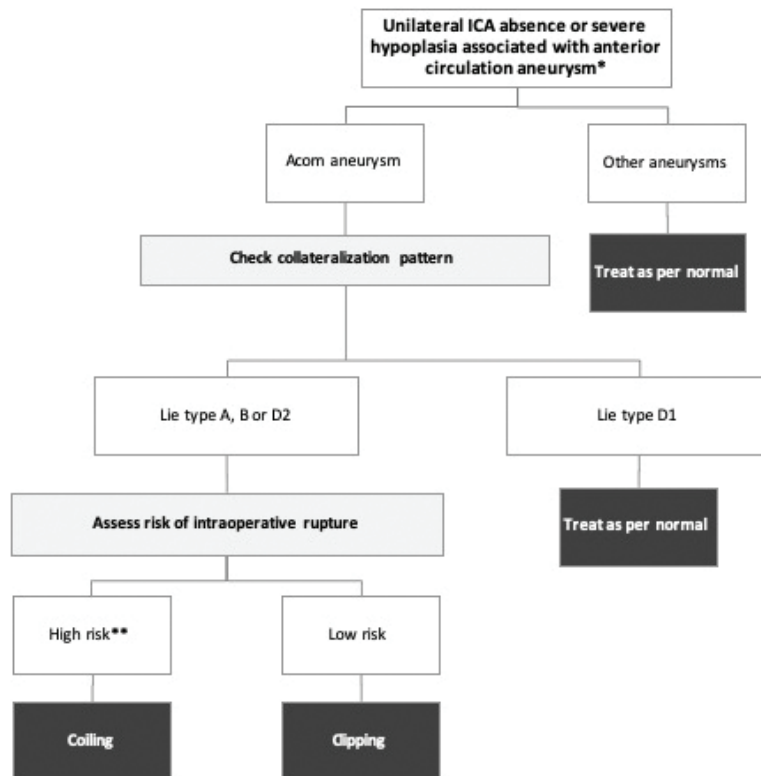 Unilateral ICA absence or severe
hypoplasia associated with anterior
circulation aneurysm*
Acom aneurysm
Other aneurysms
Check collateralization pattern
Treat as per normal
Lie type A, B or D2
Lie type D1
Assess risk of intraoperative rupture
Treat as per normal
High risk**
Low risk
Coiling
Clipping